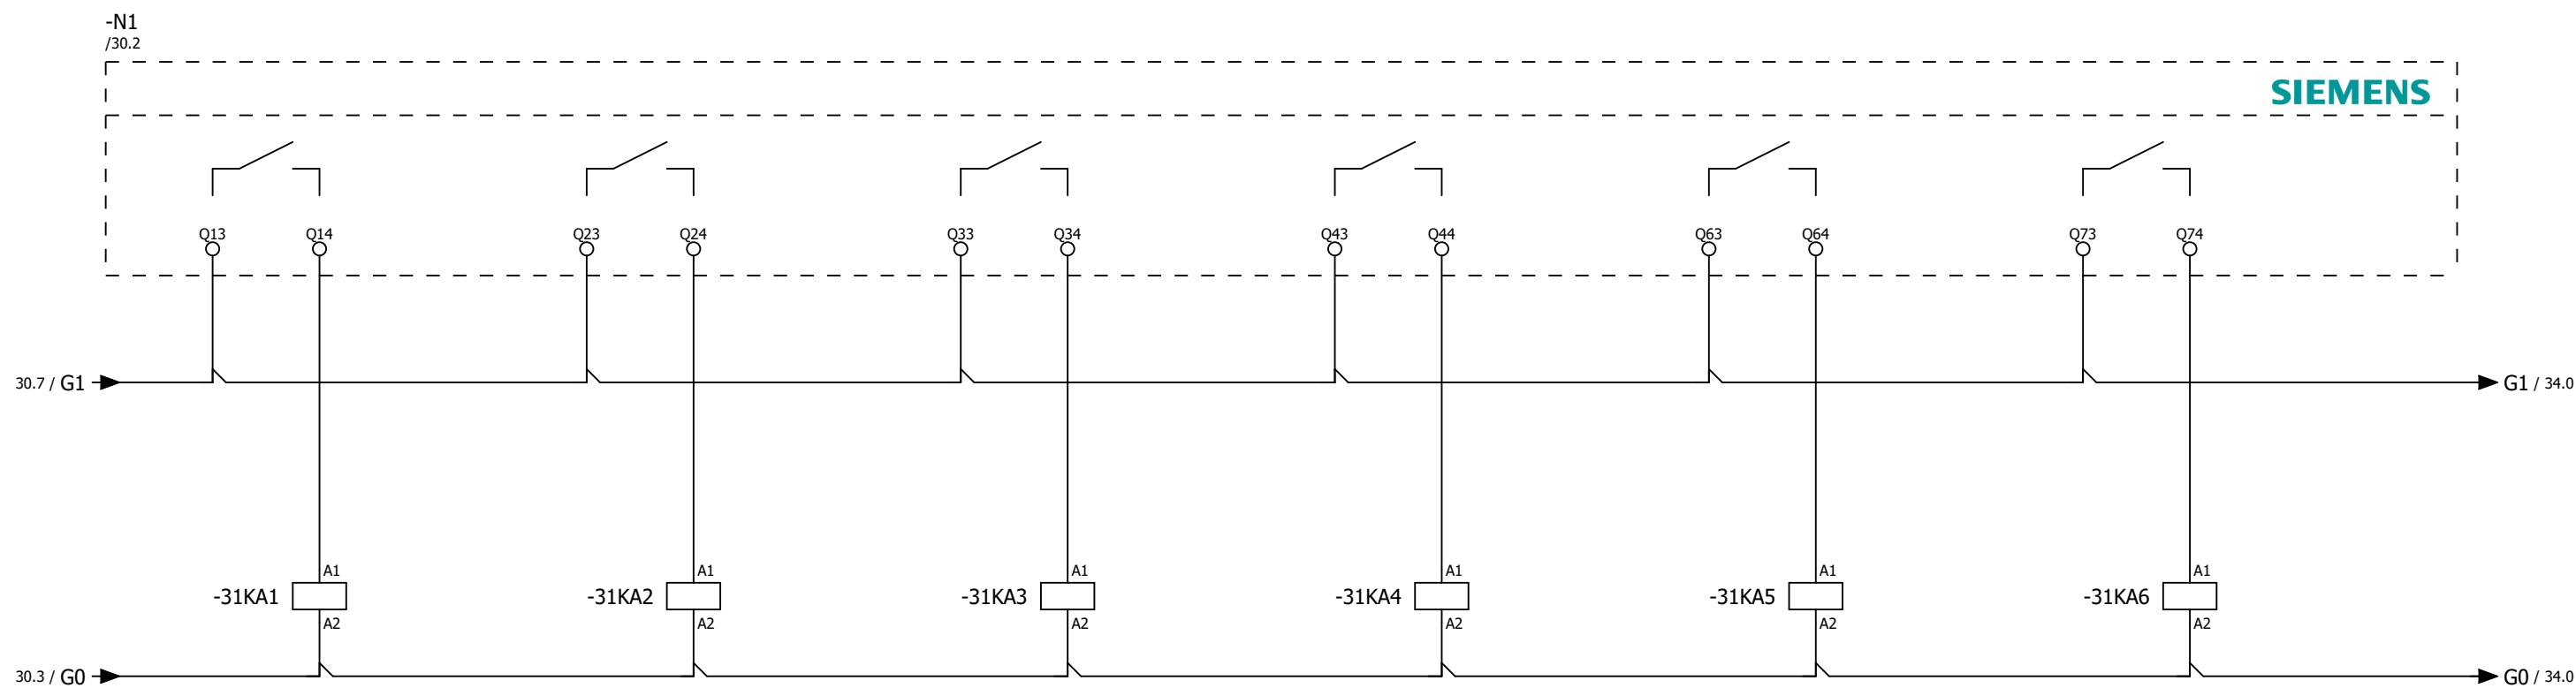 -N1
/30.2
SIEMENS
Q13 Q14 Q23 Q24 Q33 Q34 Q43 Q44 Q63 Q64 Q73 Q74
30.7 / G1 G1 / 34.0
A1 A1 A1 A1 A1 A1
-31KA1 -31KA2 -31KA3 -31KA4 -31KA5 -31KA6
A2 A2 A2 A2 A2 A2
30.3 / G0 G0 / 34.0